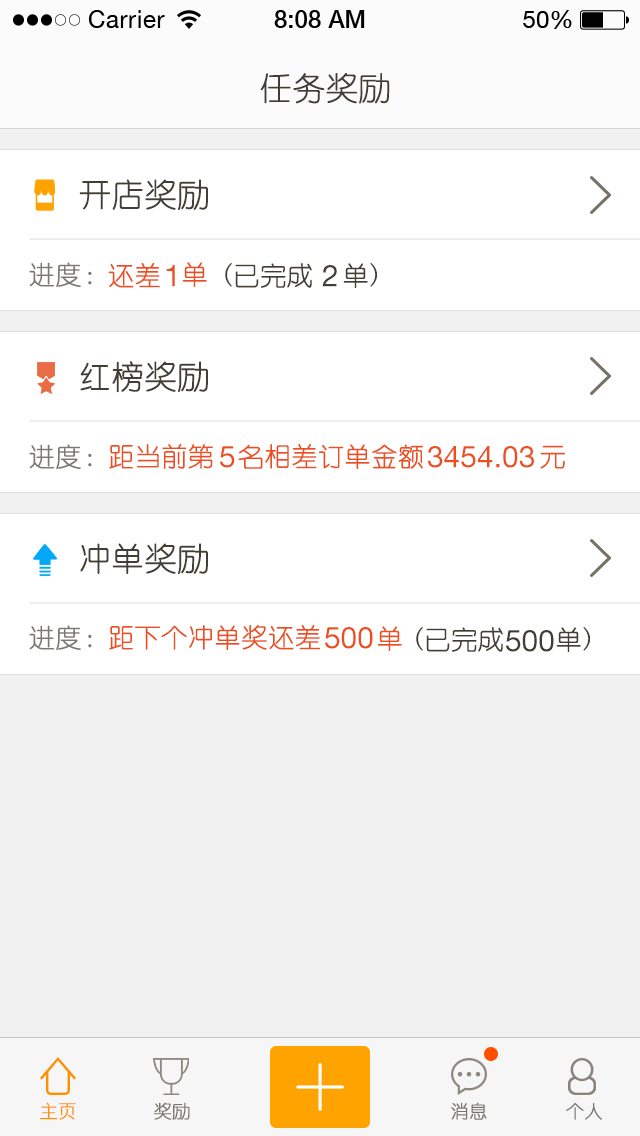 Carrier 8:08 AM 50%
任务奖励
开店奖励
进度：还差1单（已完成 2 单）
红榜奖励
进度：距当前第5名相差订单金额3454.03元
冲单奖励
进度：距下个冲单奖还差500单（已完成500单）
主页 奖励 消息 个人